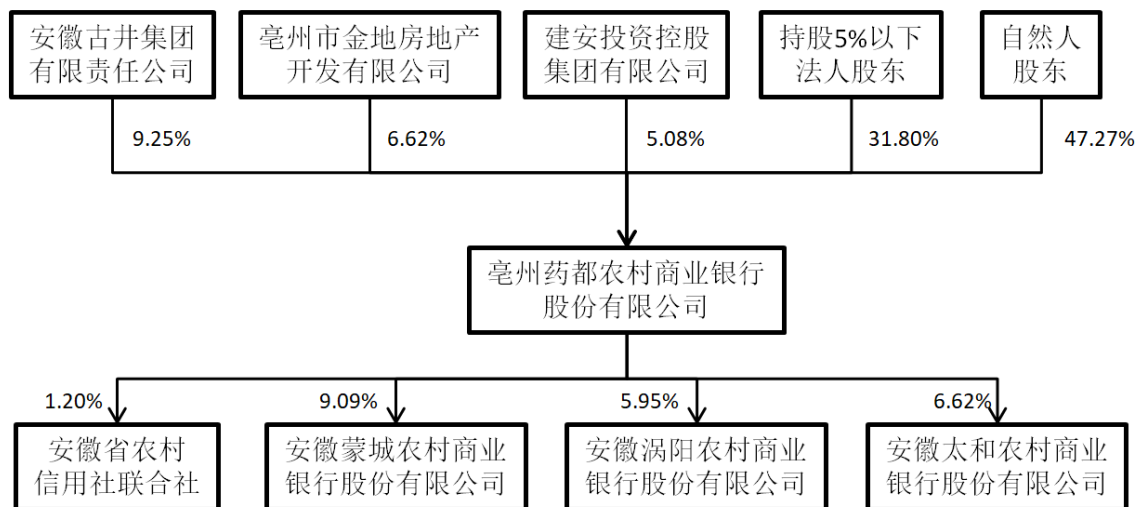 安徽古井集团
有限责任公司
亳州市金地房地产
开发有限公司
建安投资控股
集团有限公司
持股5%以下
法人股东
自然人
股东
9.25%
6.62%
5.08%
31.80%
47.27%
亳州药都农村商业银行
股份有限公司
1.20%
9.09%
5.95%
6.62%
安徽省农村
信用社联合社
安徽蒙城农村商业
银行股份有限公司
安徽涡阳农村商业
银行股份有限公司
安徽太和农村商业
银行股份有限公司